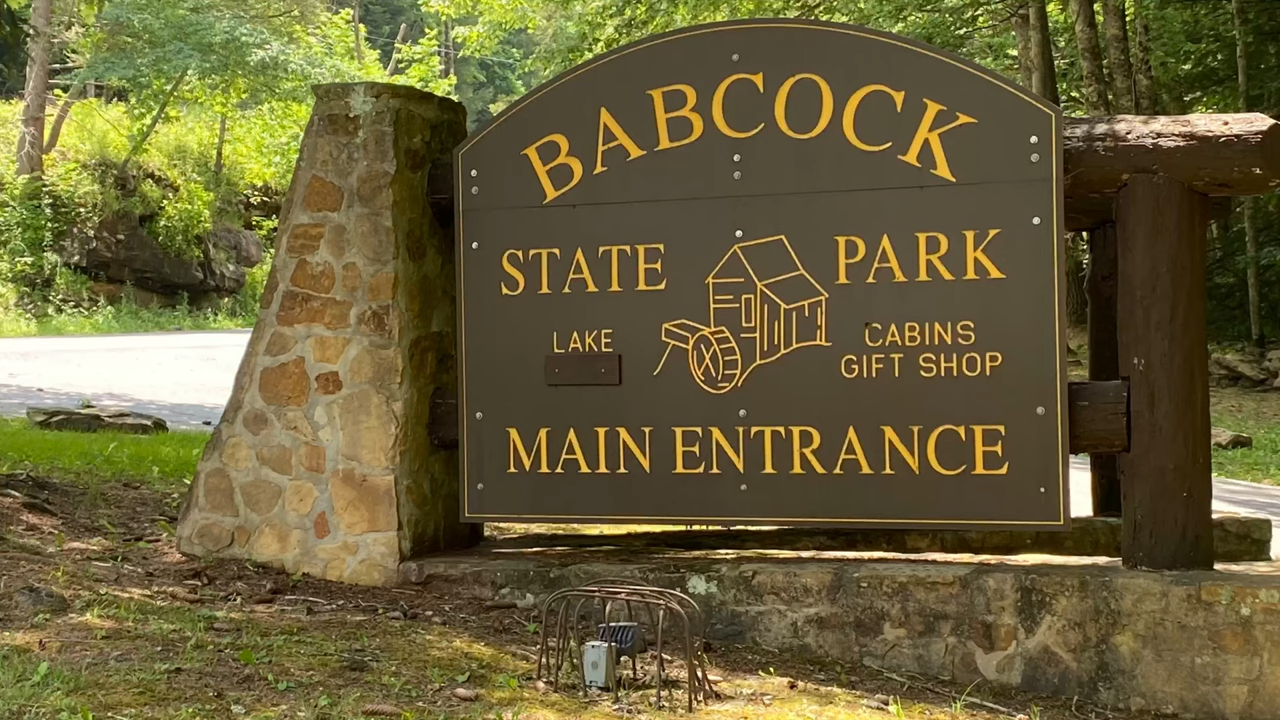 BABCOCK
STATE PARK
LAKE
CABINS
GIFT SHOP
MAIN ENTRANCE